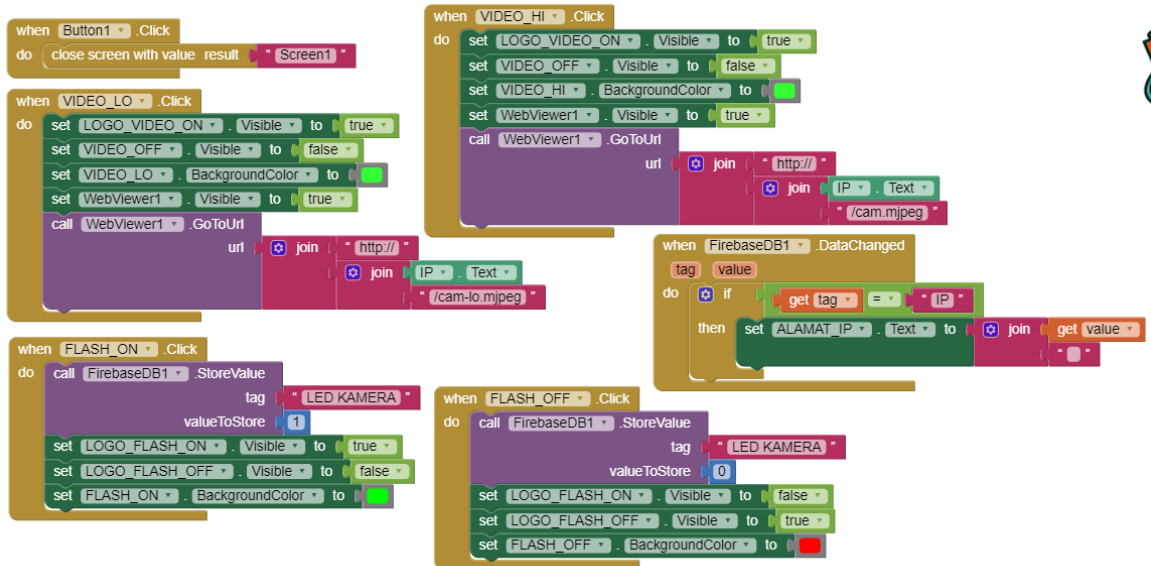 when Button1 .Click
do close screen with value result " Screen1 "
when VIDEO_LO .Click
do set LOGO_VIDEO_ON . Visible to true
set VIDEO_OFF . Visible to false
set VIDEO_LO . BackgroundColor to
set WebViewer1 . Visible to true
call WebViewer1 .GoToUrl
url join " http:// "
join IP . Text
" /cam-lo.mjpeg "
when FLASH_ON .Click
do call FirebaseDB1 .StoreValue
tag " LED KAMERA "
valueToStore 1
set LOGO_FLASH_ON . Visible to true
set LOGO_FLASH_OFF . Visible to false
set FLASH_ON . BackgroundColor to
when VIDEO_HI .Click
do set LOGO_VIDEO_ON . Visible to true
set VIDEO_OFF . Visible to false
set VIDEO_HI . BackgroundColor to
set WebViewer1 . Visible to true
call WebViewer1 .GoToUrl
url join " http:// "
join IP . Text
" /cam.mjpeg "
when FirebaseDB1 .DataChanged
tag value
do if get tag = " IP "
then set ALAMAT_IP . Text to join get value
" "
when FLASH_OFF .Click
do call FirebaseDB1 .StoreValue
tag " LED KAMERA "
valueToStore 0
set LOGO_FLASH_ON . Visible to false
set LOGO_FLASH_OFF . Visible to true
set FLASH_OFF . BackgroundColor to